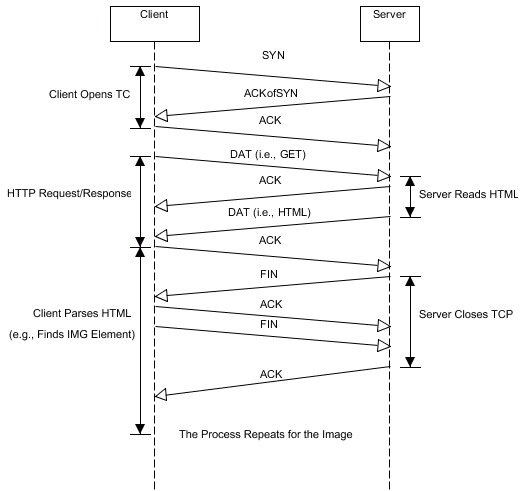 Client
Server
SYN
Client Opens TC
ACKofSYN
ACK
DAT (i.e., GET)
HTTP Request/Response
ACK
Server Reads HTML
DAT (i.e., HTML)
ACK
FIN
Client Parses HTML
ACK
Server Closes TCP
(e.g., Finds IMG Element)
FIN
ACK
The Process Repeats for the Image